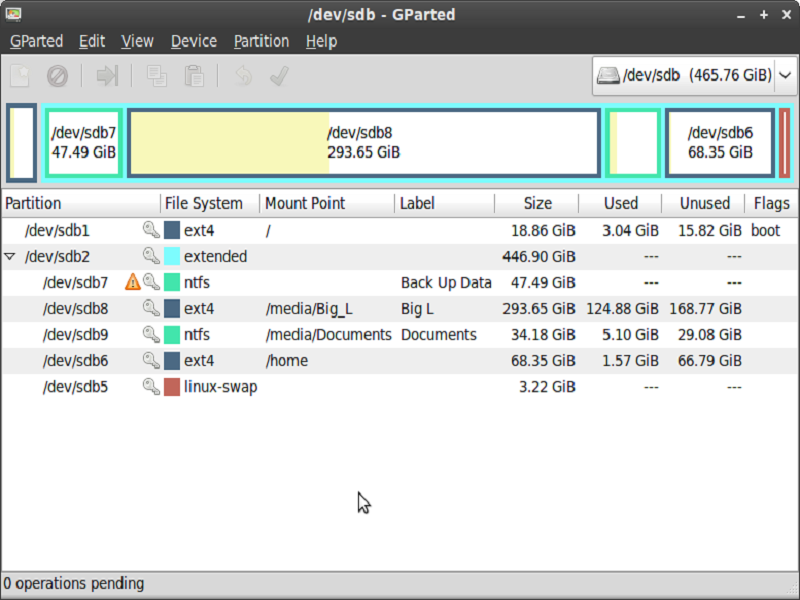 /dev/sdb - GParted
GParted Edit View Device Partition Help
/dev/sdb (465.76 GiB)
/dev/sdb7 /dev/sdb8 /dev/sdb6
47.49 GiB 293.65 GiB 68.35 GiB
Partition File System Mount Point Label Size Used Unused Flags
/dev/sdb1 ext4 / 18.86 GiB 3.04 GiB 15.82 GiB boot
/dev/sdb2 extended 446.90 GiB --- ---
/dev/sdb7 ntfs Back Up Data 47.49 GiB --- ---
/dev/sdb8 ext4 /media/Big_L Big L 293.65 GiB 124.88 GiB 168.77 GiB
/dev/sdb9 ntfs /media/Documents Documents 34.18 GiB 5.10 GiB 29.08 GiB
/dev/sdb6 ext4 /home 68.35 GiB 1.57 GiB 66.79 GiB
/dev/sdb5 linux-swap 3.22 GiB --- ---
0 operations pending